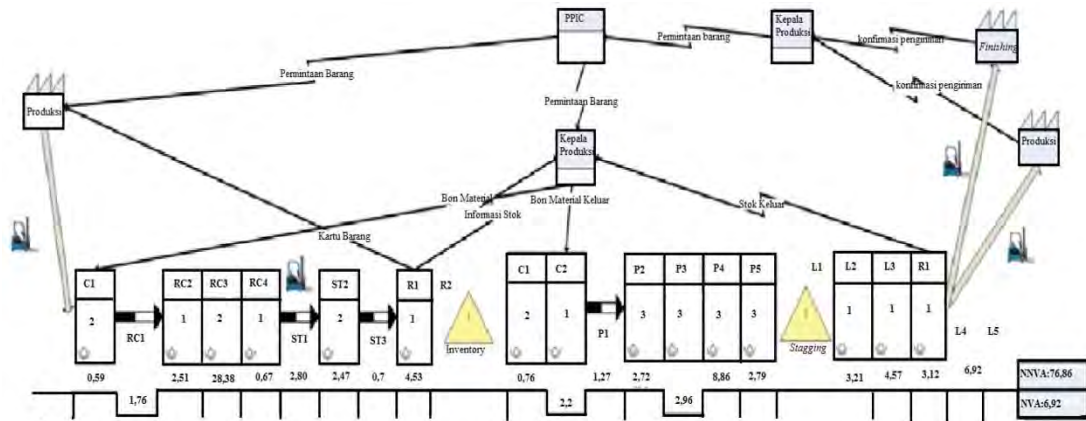 PPIC
Kepala
Produksi
Permintaan barang
konfirmasi pengiriman
Finishing
Permintaan Barang
konfirmasi pengiriman
Produksi
Permintaan Barang
Kepala
Produksi
Produksi
Bon Material
Bon Material Keluar
Stok Keluar
Informasi Stok
Kartu Barang
C1 RC2 RC3 RC4 ST2 R1 R2 C1 C2 P2 P3 P4 P5 L1 L2 L3 R1
2 1 2 1 2 1 I 2 1 3 3 3 3 I 1 1 1
RC1 ST1 ST3 Inventory P1 Stagging L4 L5
0,59 2,51 28,38 0,67 2,80 2,47 0,7 4,53 0,76 1,27 2,72 8,86 2,79 3,21 4,57 3,12 6,92
NNVA:76,86
1,76 2,2 2,96
NVA:6,92